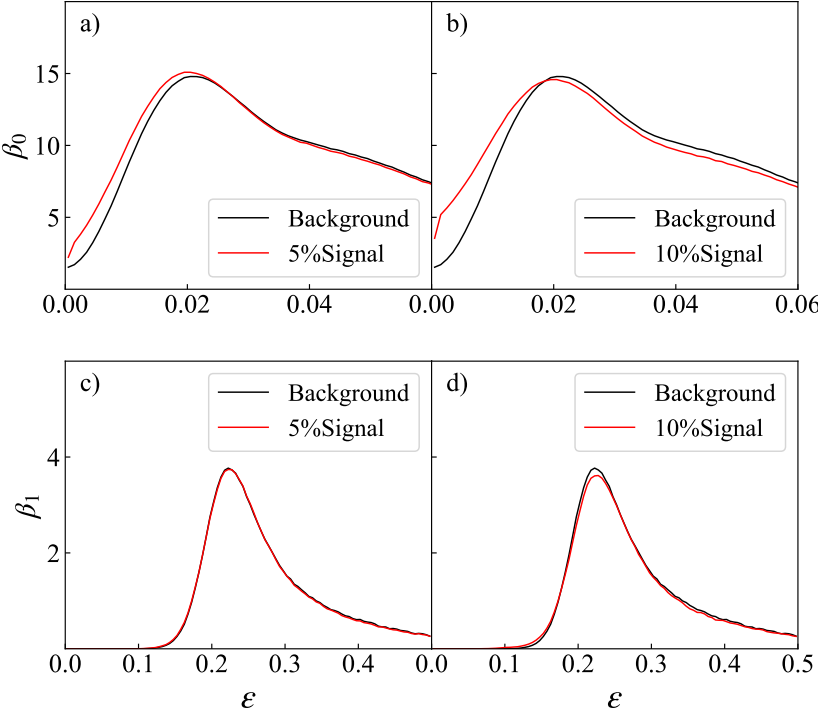 a)
b)
15
10
5
β0
Background
5%Signal
Background
10%Signal
0.00
0.02
0.04
0.00
0.02
0.04
0.06
c)
d)
Background
5%Signal
Background
10%Signal
4
2
β1
0.0
0.1
0.2
0.3
0.4
0.0
0.1
0.2
0.3
0.4
0.5
ε
ε